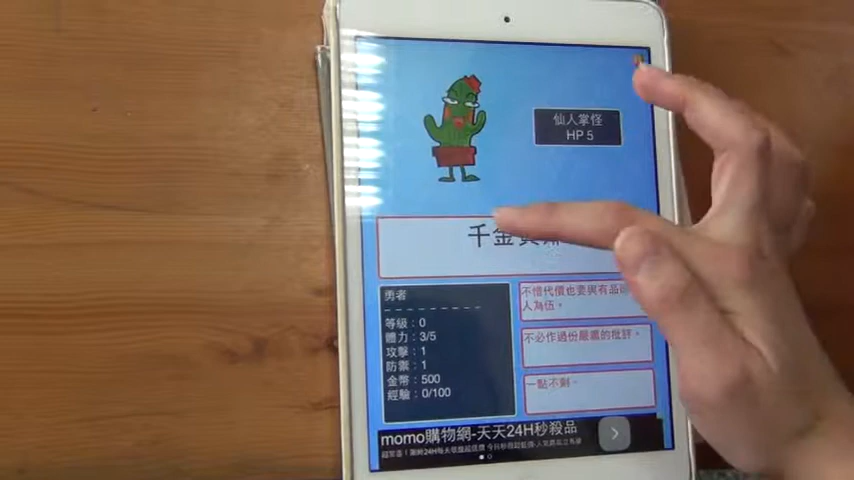 仙人掌怪
HP 5
千金買
勇者
等級：0
體力：3/5
攻擊：1
防禦：1
金幣：500
經驗：0/100
不惜代價也要與有品
人為伍。
不必作過份嚴厲的批評。
一點不剩。
momo購物網-天天24H秒殺品